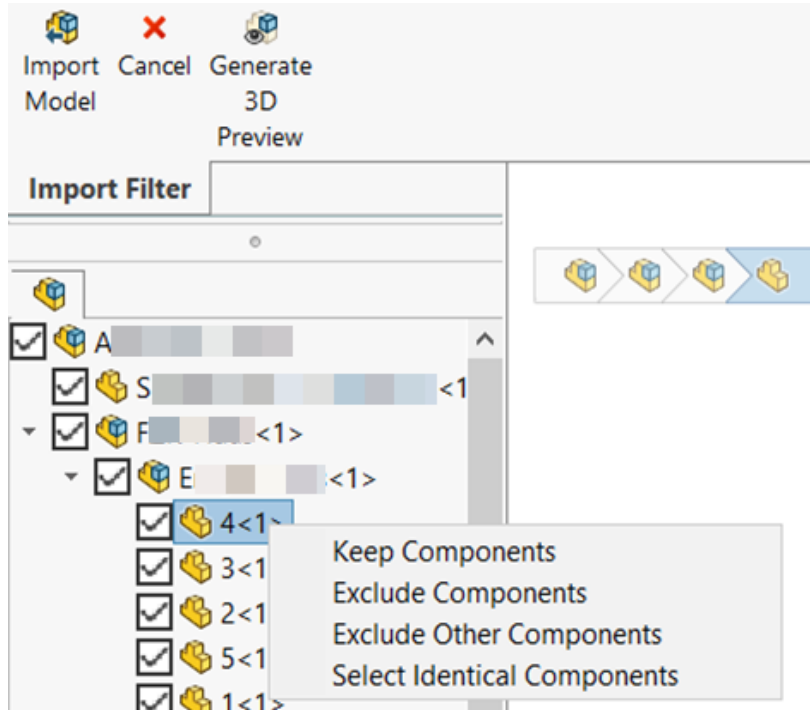 Import Model
Cancel
Generate 3D Preview
Import Filter
A
S <1
F <1>
E <1>
4<1>
3<1
2<1
5<1
1<1>
Keep Components
Exclude Components
Exclude Other Components
Select Identical Components